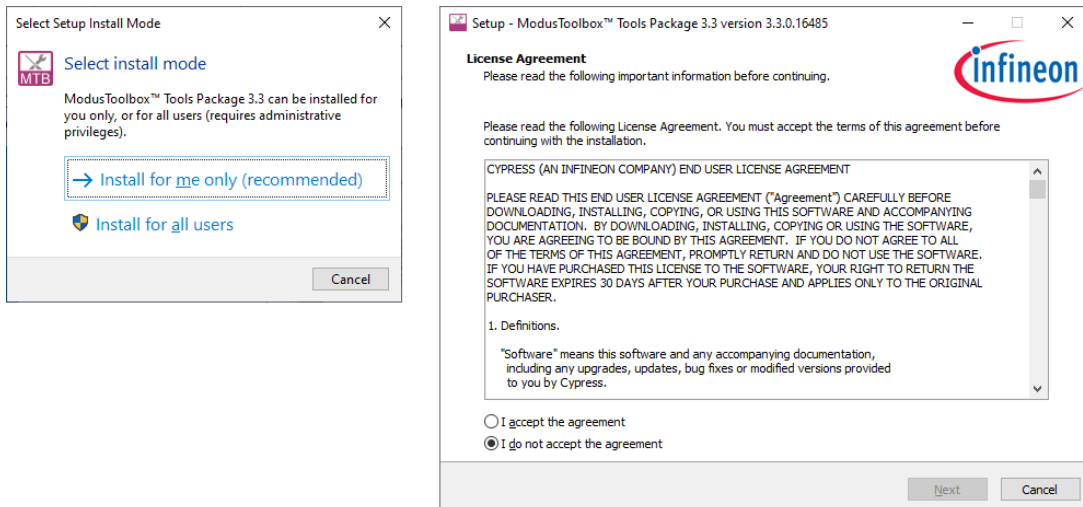 Select Setup Install Mode
MTB
Select install mode
ModusToolbox™ Tools Package 3.3 can be installed for
you only, or for all users (requires administrative
privileges).
Install for me only (recommended)
Install for all users
Cancel
Setup - ModusToolbox™ Tools Package 3.3 version 3.3.0.16485
License Agreement
Please read the following important information before continuing.
infineon
Please read the following License Agreement. You must accept the terms of this agreement before
continuing with the installation.
CYPRESS (AN INFINEON COMPANY) END USER LICENSE AGREEMENT
PLEASE READ THIS END USER LICENSE AGREEMENT ("Agreement") CAREFULLY BEFORE
DOWNLOADING, INSTALLING, COPYING, OR USING THIS SOFTWARE AND ACCOMPANYING
DOCUMENTATION. BY DOWNLOADING, INSTALLING, COPYING OR USING THE SOFTWARE,
YOU ARE AGREEING TO BE BOUND BY THIS AGREEMENT. IF YOU DO NOT AGREE TO ALL
OF THE TERMS OF THIS AGREEMENT, PROMPTLY RETURN AND DO NOT USE THE SOFTWARE.
IF YOU HAVE PURCHASED THIS LICENSE TO THE SOFTWARE, YOUR RIGHT TO RETURN THE
SOFTWARE EXPIRES 30 DAYS AFTER YOUR PURCHASE AND APPLIES ONLY TO THE ORIGINAL
PURCHASER.
1. Definitions.
"Software" means this software and any accompanying documentation,
including any upgrades, updates, bug fixes or modified versions provided
to you by Cypress.
I accept the agreement
I do not accept the agreement
Next
Cancel